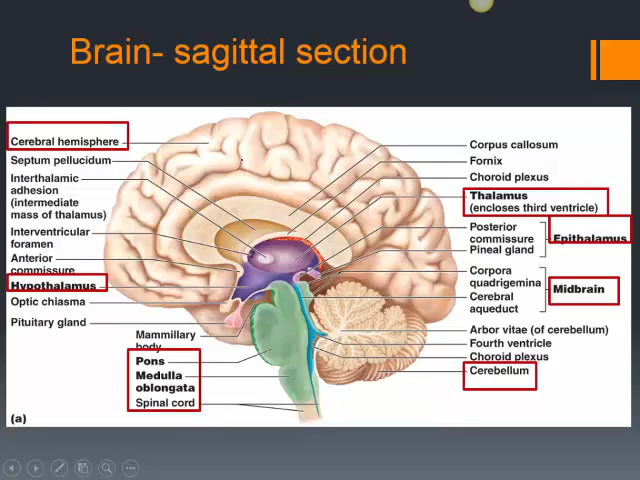 Brain- sagittal section
Cerebral hemisphere
Septum pellucidum
Interthalamic
adhesion
(intermediate
mass of thalamus)
Interventricular
foramen
Anterior
commissure
Hypothalamus
Optic chiasma
Pituitary gland
Mammillary
body
Pons
Medulla
oblongata
Spinal cord
(a)
Corpus callosum
Fornix
Choroid plexus
Thalamus
(encloses third ventricle)
Posterior
commissure
Pineal gland
Epithalamus
Corpora
quadrigemina
Cerebral
aqueduct
Midbrain
Arbor vitae (of cerebellum)
Fourth ventricle
Choroid plexus
Cerebellum